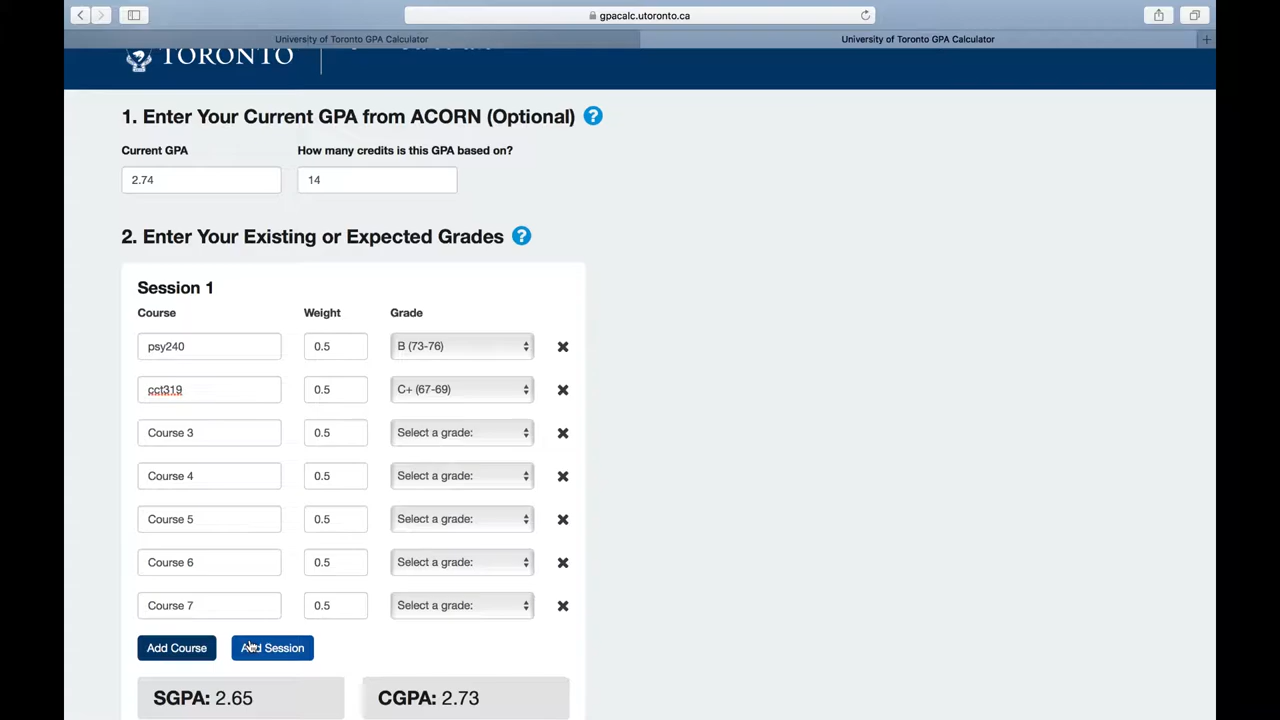 gpacalc.utoronto.ca
University of Toronto GPA Calculator
University of Toronto GPA Calculator
TORONTO
1. Enter Your Current GPA from ACORN (Optional) ?
Current GPA
How many credits is this GPA based on?
2.74
14
2. Enter Your Existing or Expected Grades ?
Session 1
Course Weight Grade
psy240 0.5 B (73-76)
cct319 0.5 C+ (67-69)
Course 3 0.5 Select a grade:
Course 4 0.5 Select a grade:
Course 5 0.5 Select a grade:
Course 6 0.5 Select a grade:
Course 7 0.5 Select a grade:
Add Course Add Session
SGPA: 2.65 CGPA: 2.73